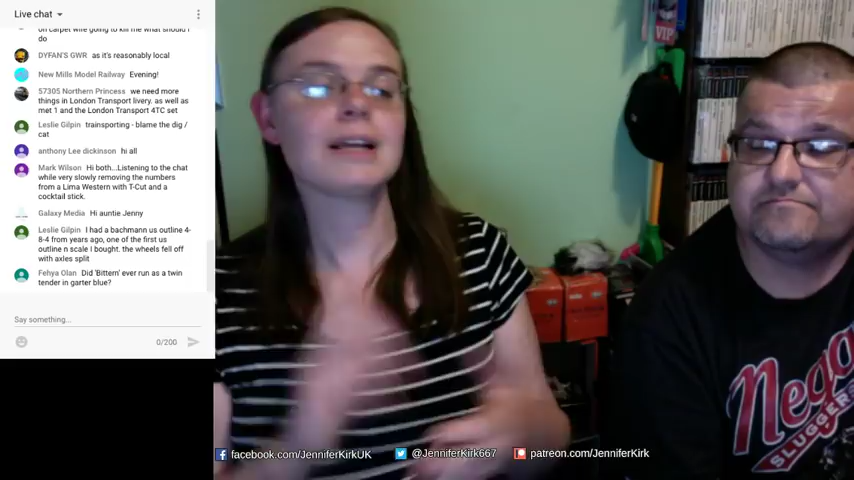 Live chat
on carpet wire going to kill me what should i
do
DYFAN'S GWR as it's reasonably local
New Mills Model Railway Evening!
57305 Northern Princess we need more
things in London Transport livery. as well as
met 1 and the London Transport 4TC set
Leslie Gilpin trainsporting - blame the dig /
cat
anthony Lee dickinson hi all
Mark Wilson Hi both...Listening to the chat
while very slowly removing the numbers
from a Lima Western with T-Cut and a
cocktail stick.
Galaxy Media Hi auntie Jenny
Leslie Gilpin I had a bachmann us outline 4-
8-4 from years ago, one of the first us
outline n scale I bought. the wheels fell off
with axles split
Fehya Olan Did 'Bittern' ever run as a twin
tender in garter blue?
Say something...
0/200
VIP
SLUGGERS
facebook.com/JenniferKirkUK
@JenniferKirk667
patreon.com/JenniferKirk